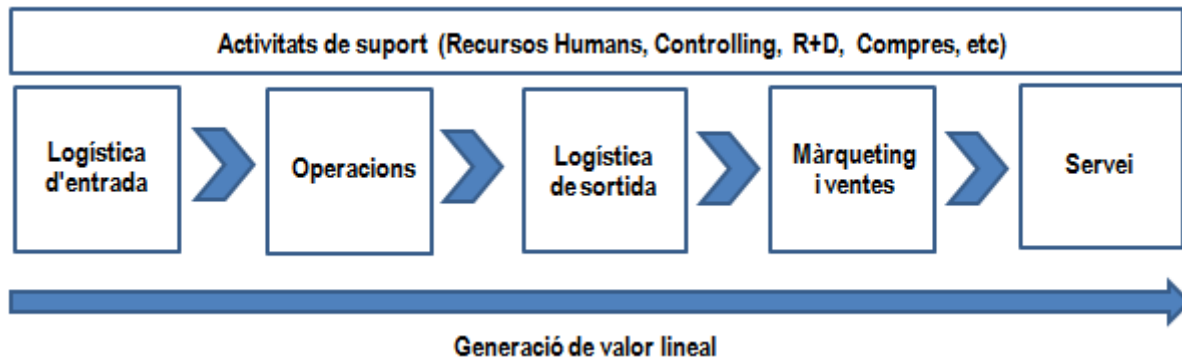 Activitats de suport (Recursos Humans, Controlling, R+D, Compres, etc)
Logística
d'entrada
Operacions
Logística
de sortida
Màrqueting
i ventes
Servei
Generació de valor lineal